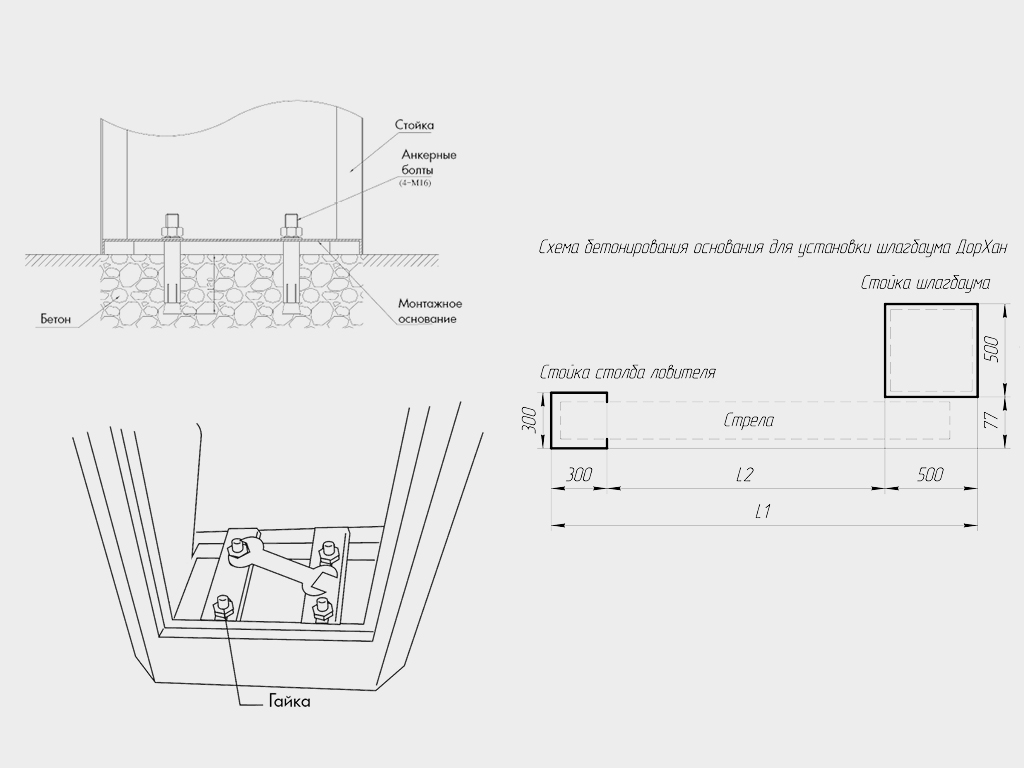 Стойка
Анкерные
болты
(4-М16)
Монтажное
основание
Бетон
Гайка
Схема бетонирования основания для установки шлагбаума ДорХан
Стойка шлагбаума
500
77
Стойка столба ловителя
300
Стрела
300
L2
500
L1